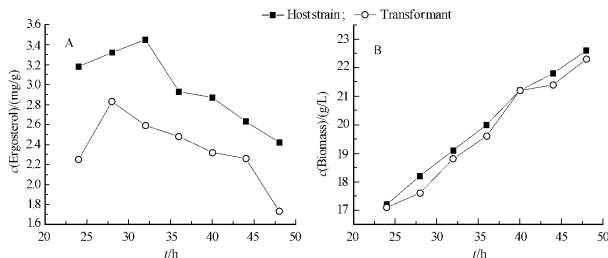 Hoststrain; Transformant
A
c(Ergosterol)/(mg/g)
3.6
3.2
2.8
2.4
2.0
1.6
3.4
3.0
2.6
2.2
1.8
20 25 30 35 40 45 50
t/h
B
c(Biomass)/(g/L)
22
21
20
19
18
17
23
20 25 30 35 40 45 50
t/h